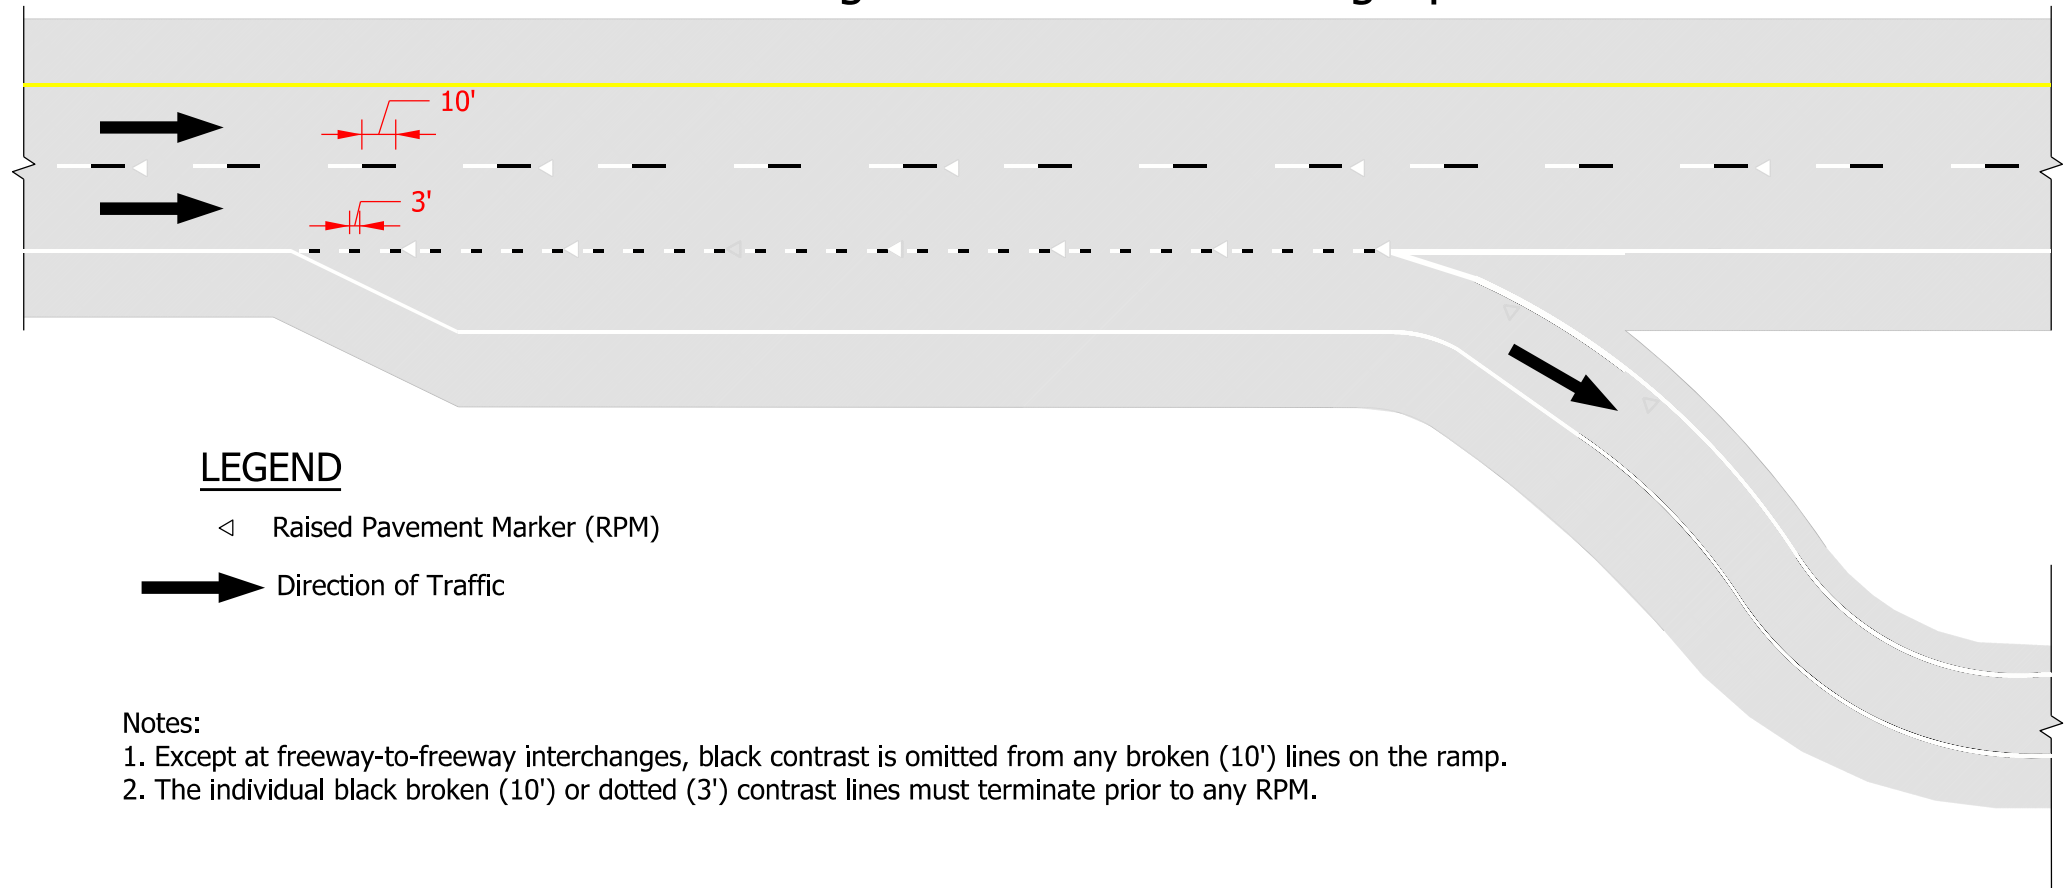 10'
3'
LEGEND
Raised Pavement Marker (RPM)
Direction of Traffic
Notes:
1. Except at freeway-to-freeway interchanges, black contrast is omitted from any broken (10') lines on the ramp.
2. The individual black broken (10') or dotted (3') contrast lines must terminate prior to any RPM.